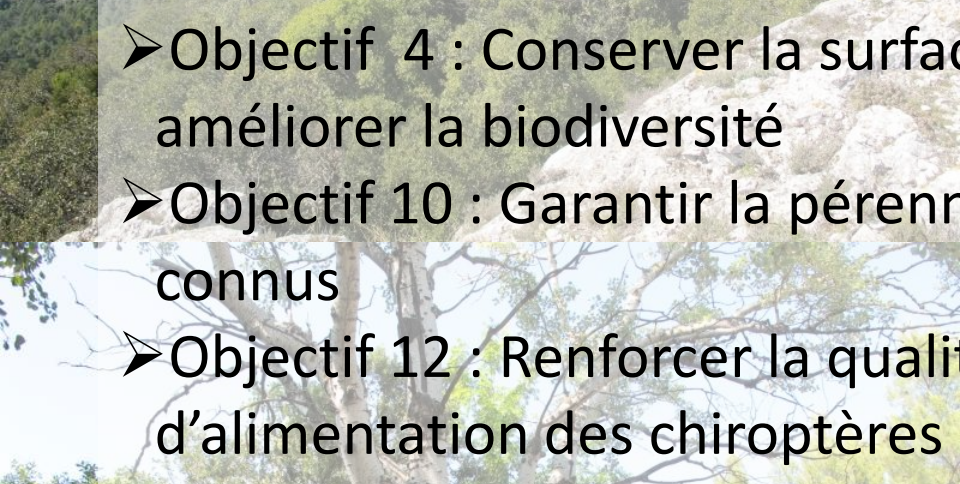 ➢Objectif 4 : Conserver la surfac
améliorer la biodiversité
➢Objectif 10 : Garantir la pérenn
connus
➢Objectif 12 : Renforcer la qualit
d’alimentation des chiroptères